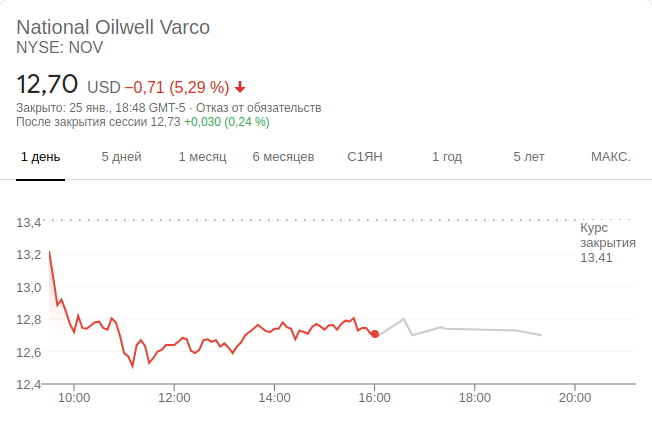 National Oilwell Varco
NYSE: NOV
12,70 USD −0,71 (5,29 %)
Закрыто: 25 янв., 18:48 GMT-5 · Отказ от обязательств
После закрытия сессии 12,73 +0,030 (0,24 %)
1 день 5 дней 1 месяц 6 месяцев С1ЯН 1 год 5 лет МАКС.
13,4
Курс
закрытия
13,41
13,2
13,0
12,8
12,6
12,4
10:00 12:00 14:00 16:00 18:00 20:00